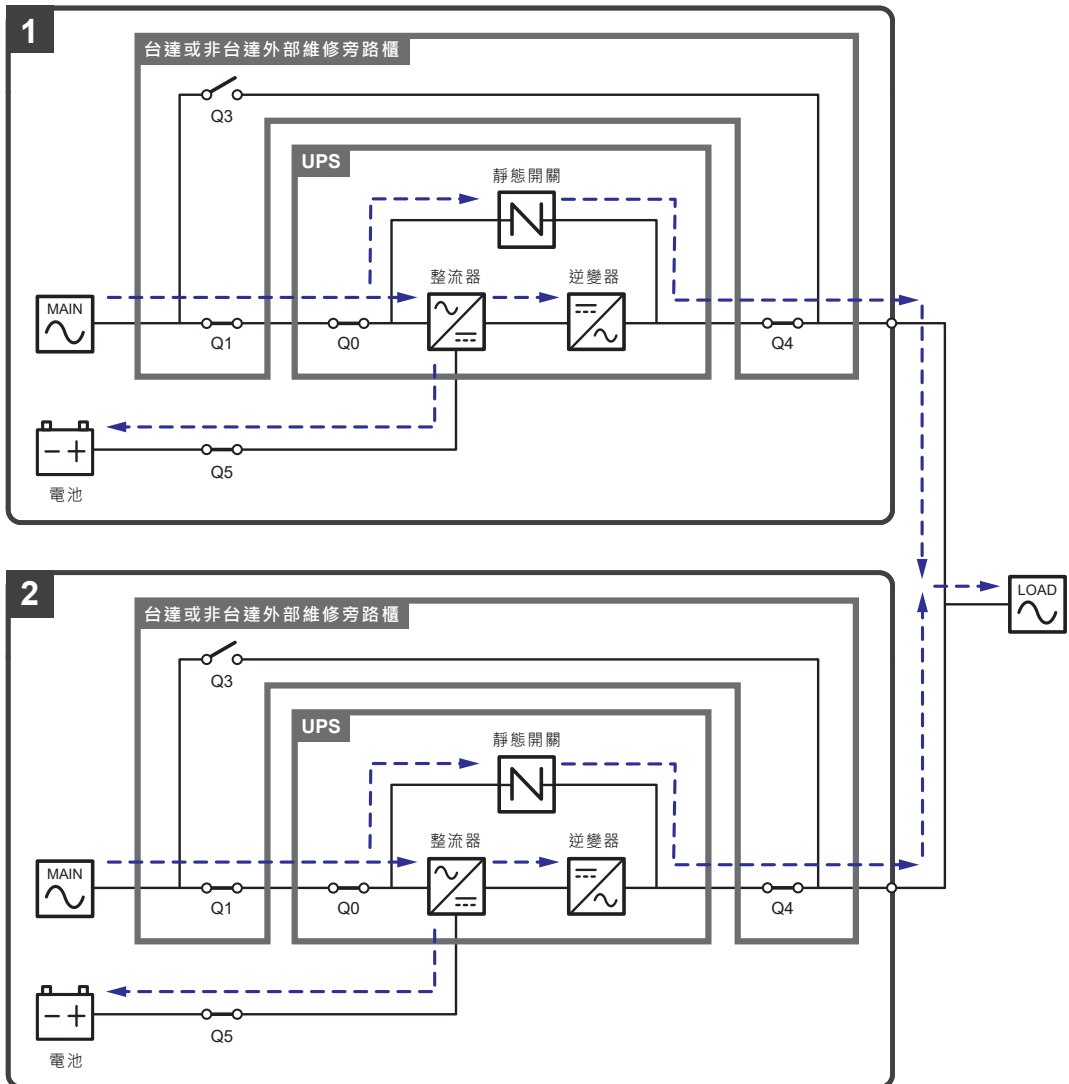 1
台達或非台達外部維修旁路櫃
Q3
UPS
靜態開關
整流器
逆變器
MAIN
Q1
Q0
Q4
Q5
電池
2
台達或非台達外部維修旁路櫃
LOAD
Q3
UPS
靜態開關
整流器
逆變器
MAIN
Q1
Q0
Q4
Q5
電池